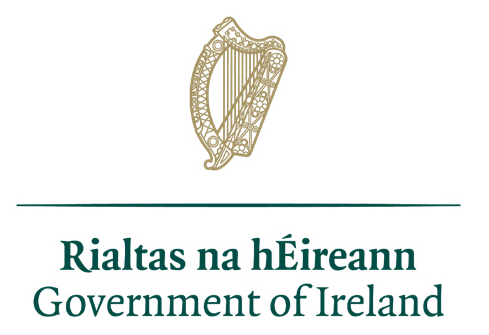 Rialtas na hÉireann
Government of Ireland